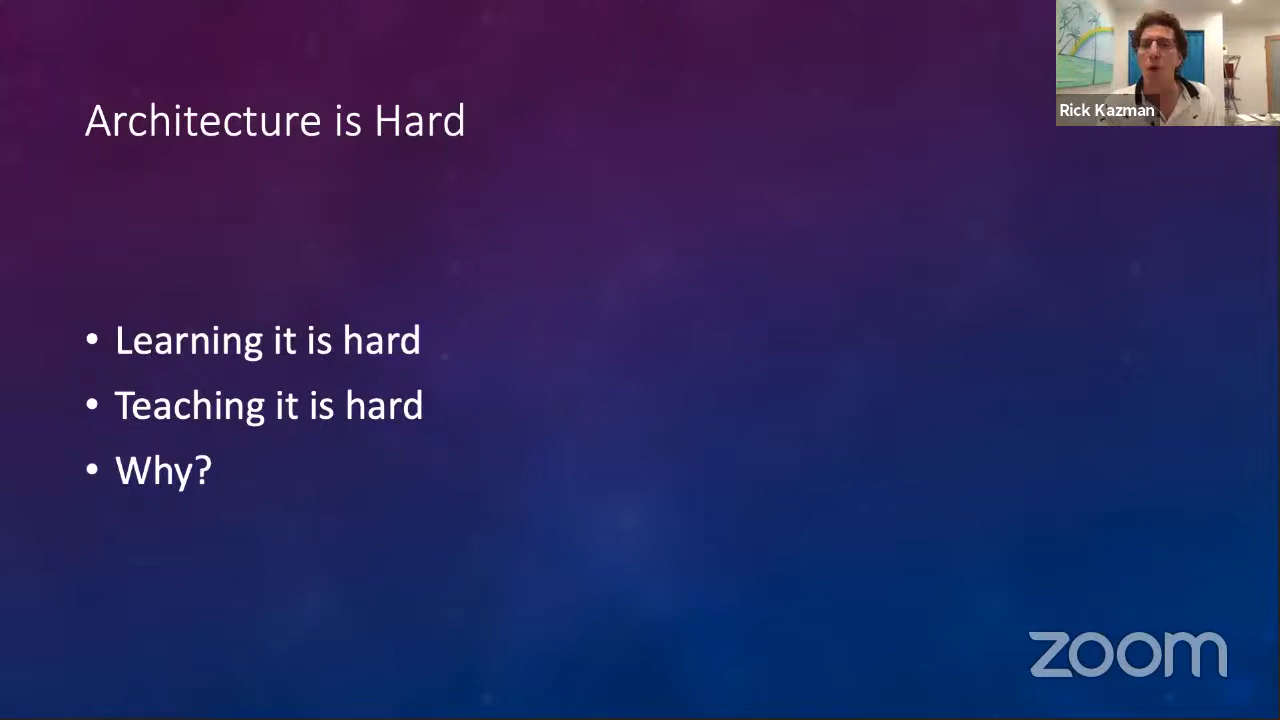 Architecture is Hard
Rick Kazman
• Learning it is hard
• Teaching it is hard
• Why?
zoom